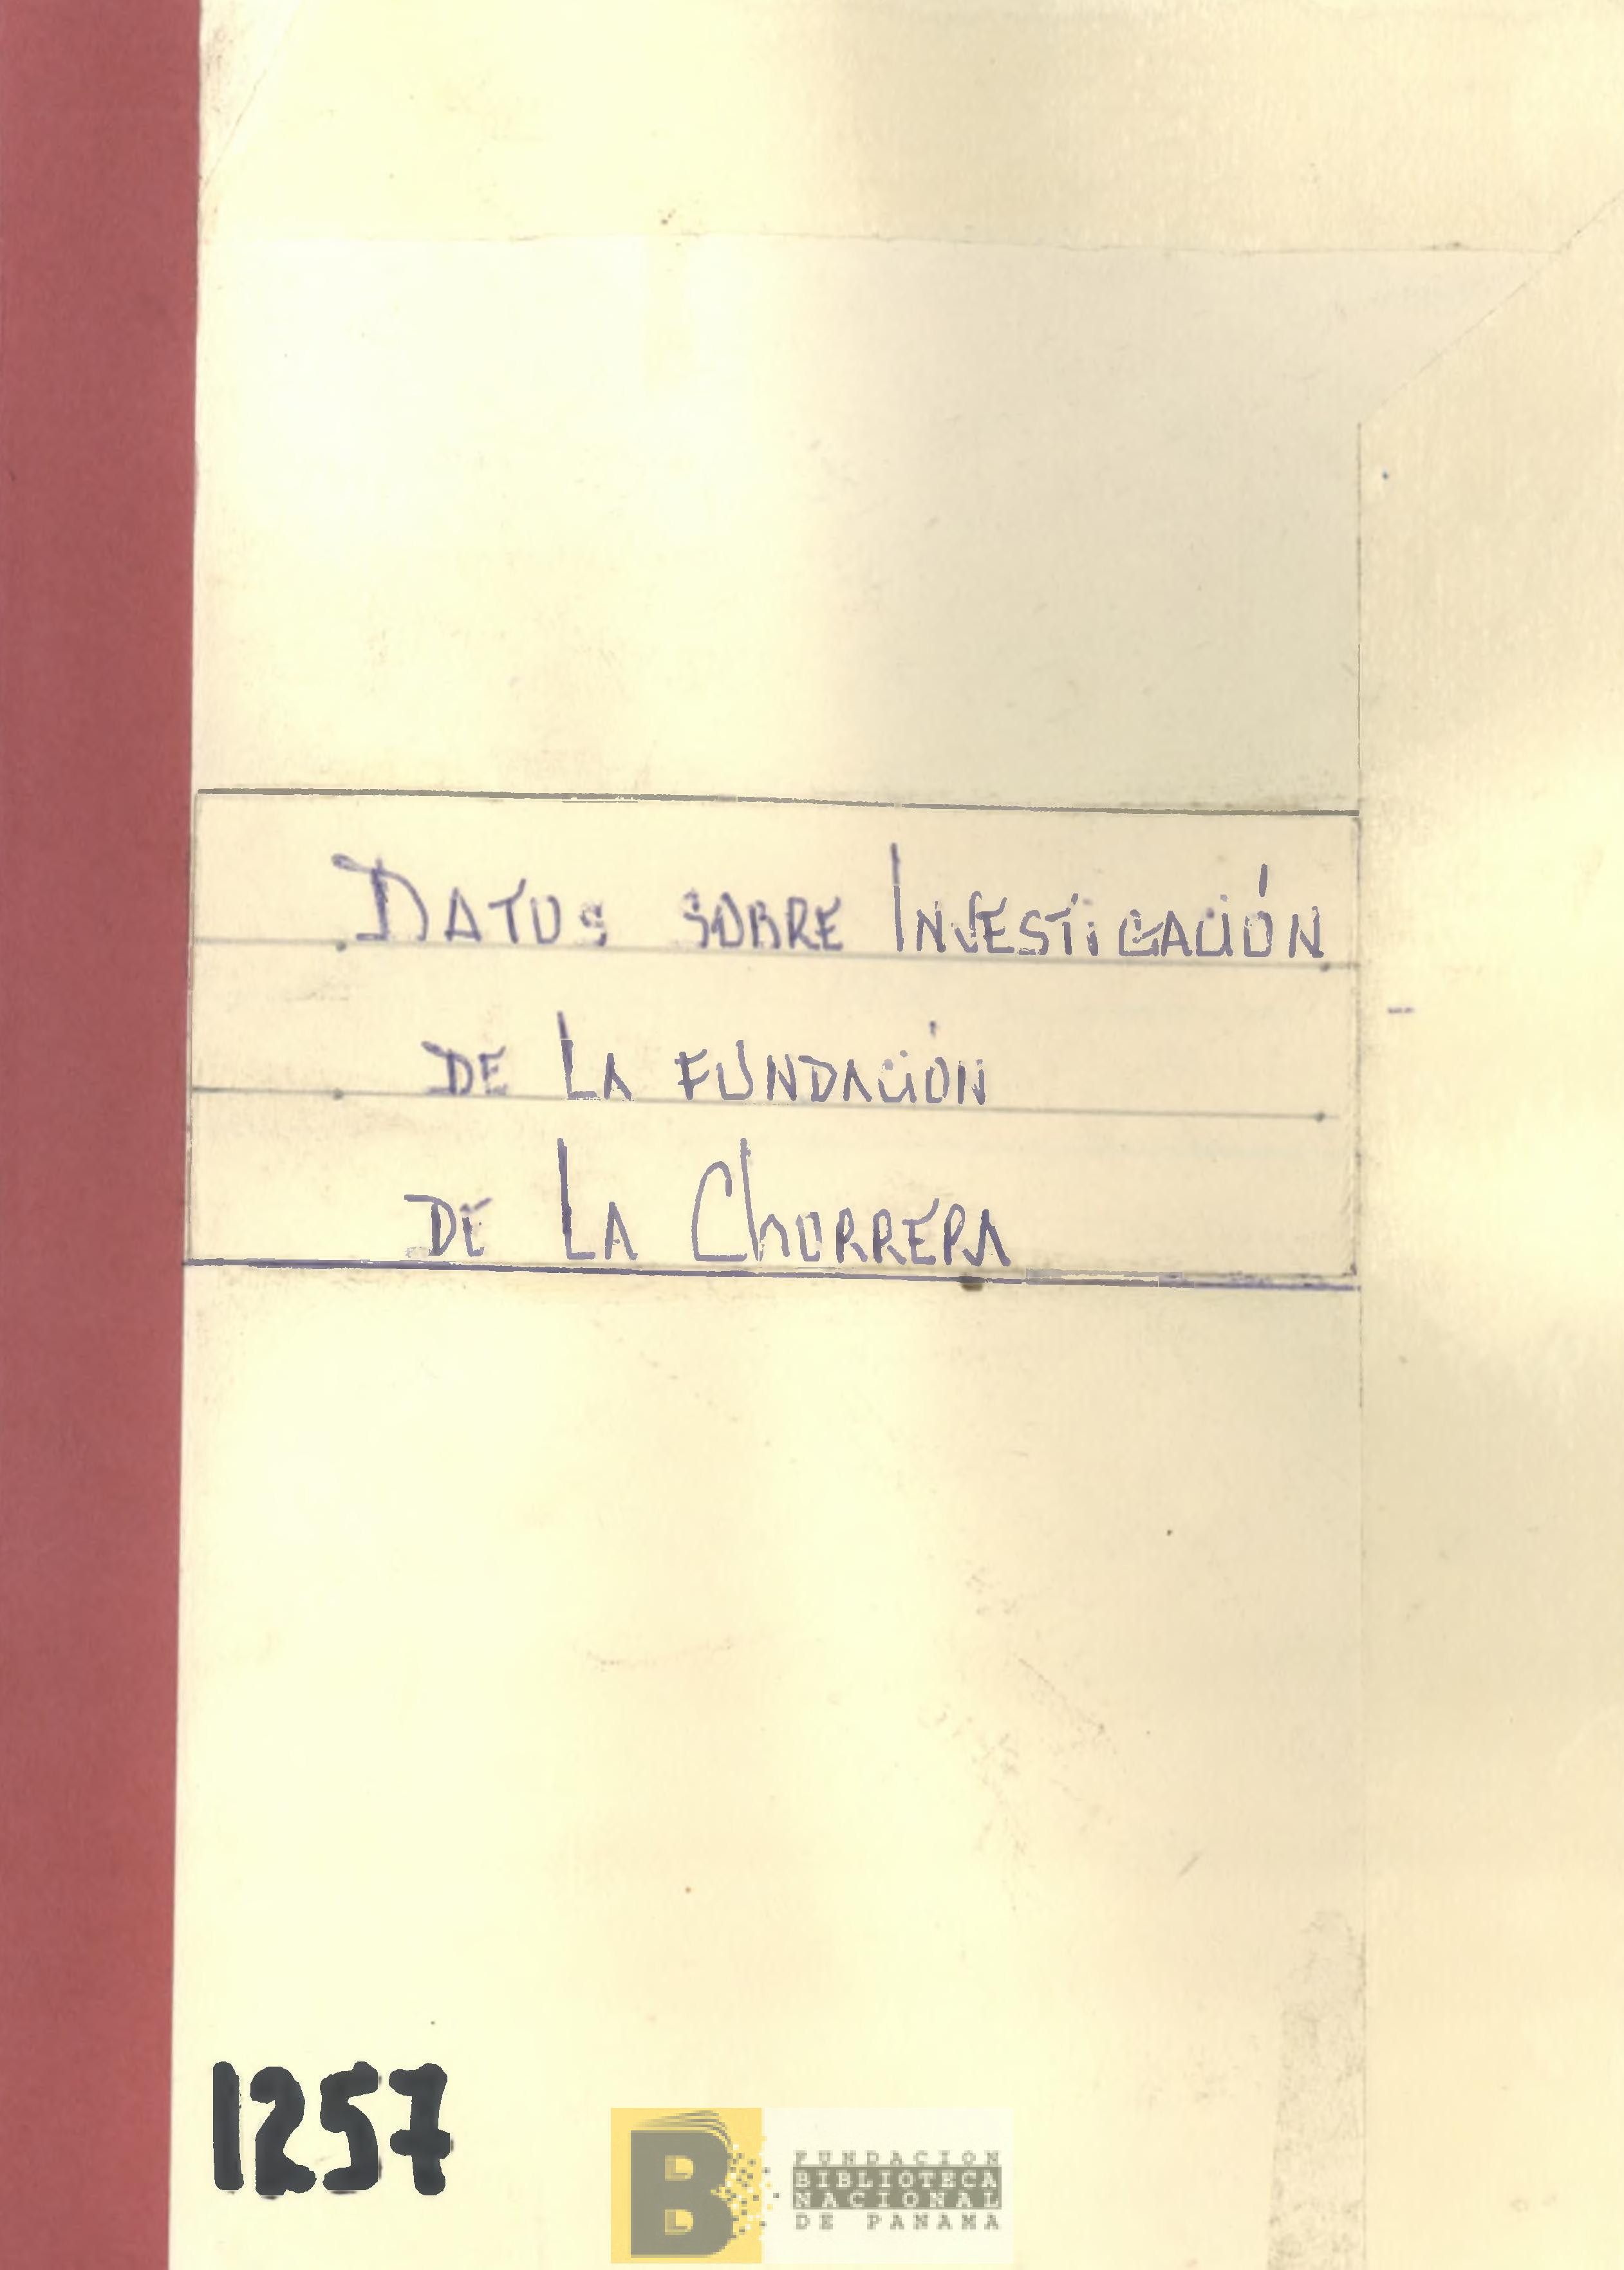 DATOS SOBRE INVESTIGACIÓN
DE LA FUNDACIÓN
DE LA CHORRERA
1257
FUNDACION
BIBLIOTECA
NACIONAL
DE PANAMA